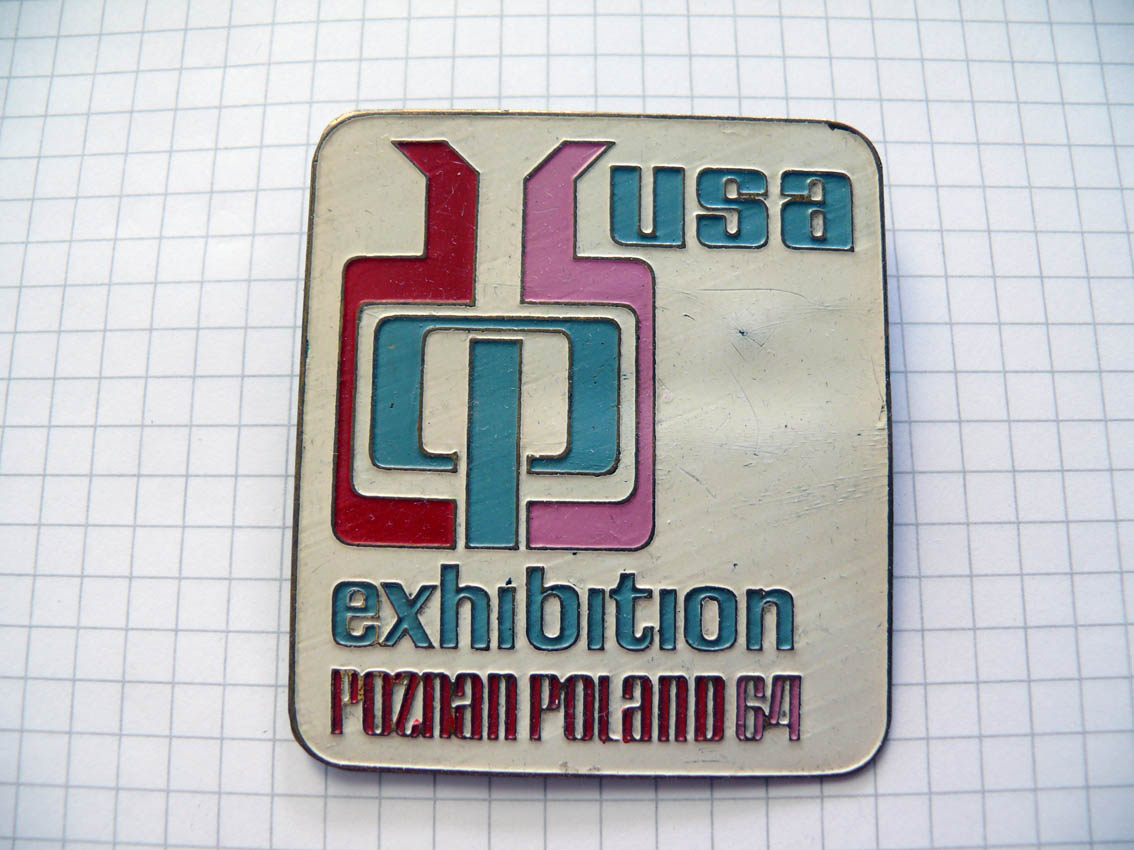 usa
exhibition
POZNAN POLAND 64